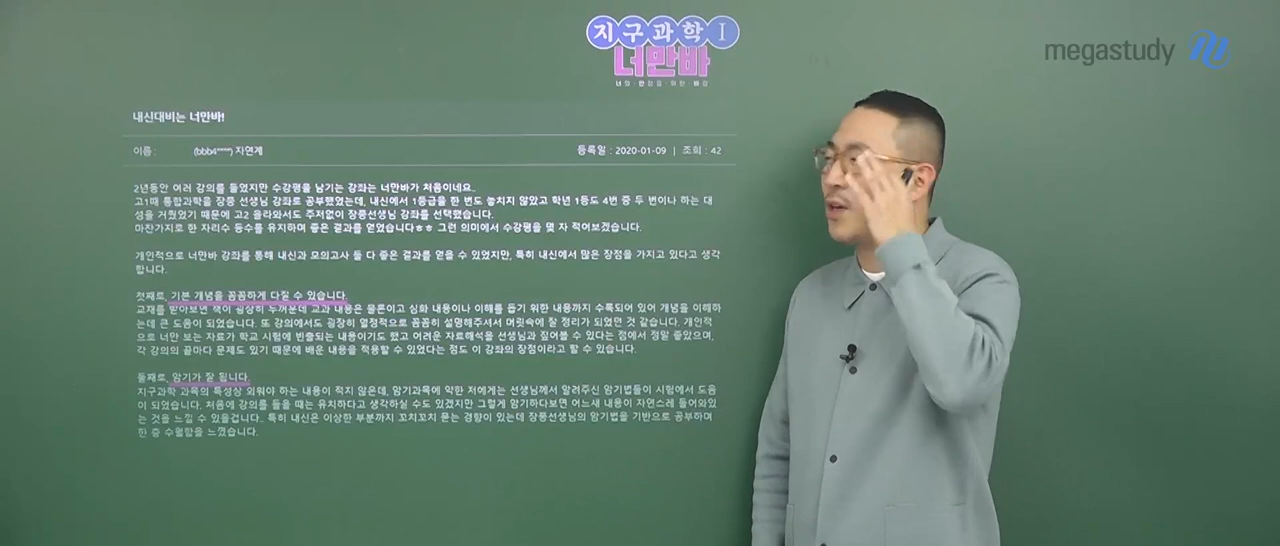 지구과학 I
너만바
너의 만점을 위한 바람
megastudy
내신대비는 너만바!
이름 : (bbb4****) 자연계 등록일 : 2020-01-09 | 조회 : 42
2년동안 여러 강의를 들었지만 수강평을 남기는 강좌는 너만바가 처음이네요..
고1때 통합과학을 장풍 선생님 강좌로 공부했었는데, 내신에서 1등급을 한 번도 놓치지 않았고 학년 1등도 4번 중 두 번이나 하는 대
성을 거뒀었기 때문에 고2 올라와서도 주저없이 장풍선생님 강좌를 선택했습니다.
마찬가지로 한 자리수 등수를 유지하며 좋은 결과를 얻었습니다ㅎㅎ 그런 의미에서 수강평을 몇 자 적어보겠습니다.
개인적으로 너만바 강좌를 통해 내신과 모의고사 둘 다 좋은 결과를 얻을 수 있었지만, 특히 내신에서 많은 장점을 가지고 있다고 생각
합니다.
첫째로, 기본 개념을 꼼꼼하게 다질 수 있습니다.
교재를 받아보면 책이 굉장히 두꺼운데 교과 내용은 물론이고 심화 내용이나 이해를 돕기 위한 내용까지 수록되어 있어 개념을 이해하
는데 큰 도움이 되었습니다. 또 강의에서도 굉장히 열정적으로 꼼꼼히 설명해주셔서 머릿속에 잘 정리가 되었던 것 같습니다. 개인적
으로 너만 보는 자료가 학교 시험에 빈출되는 내용이기도 했고 어려운 자료해석을 선생님과 짚어볼 수 있다는 점에서 정말 좋았으며,
각 강의의 끝마다 문제도 있기 때문에 배운 내용을 적용할 수 있었다는 점도 이 강좌의 장점이라고 할 수 있습니다.
둘째로, 암기가 잘 됩니다.
지구과학 과목의 특성상 외워야 하는 내용이 적지 않은데, 암기과목에 약한 저에게는 선생님께서 알려주신 암기법들이 시험에서 도움
이 되었습니다. 처음에 강의를 들을 때는 유치하다고 생각하실 수도 있겠지만 그렇게 암기하다보면 어느새 내용이 자연스레 들어와있
는 것을 느낄 수 있을겁니다.. 특히 내신은 이상한 부분까지 꼬치꼬치 묻는 경향이 있는데 장풍선생님의 암기법을 기반으로 공부하며
한 층 수월함을 느꼈습니다.